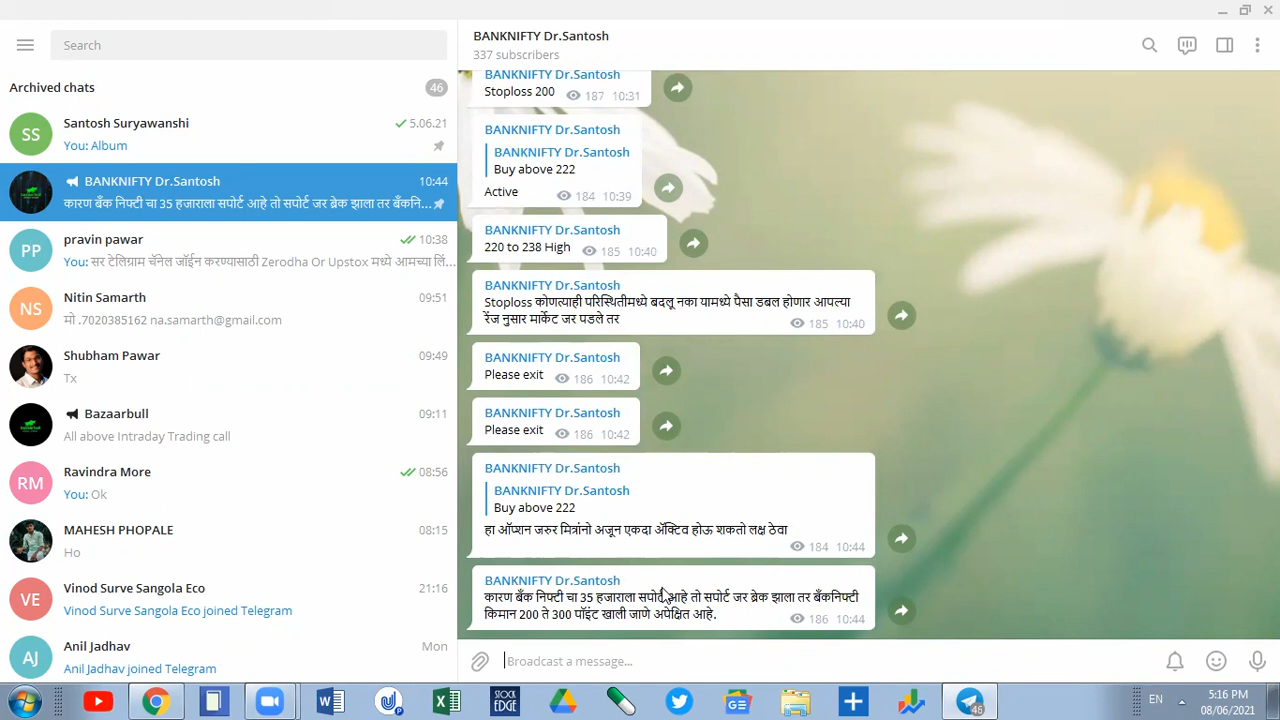 Search
Archived chats
46
SS
Santosh Suryawanshi
5.06.21
You: Album
BANKNIFTY Dr.Santosh
10:44
कारण बँक निफ्टी चा 35 हजाराला सपोर्ट आहे तो सपोर्ट जर ब्रेक झाला तर बँकनि...
PP
pravin pawar
10:38
You: सर टेलिग्राम चॅनेल जॉईन करण्यासाठी Zerodha Or Upstox मध्ये आमच्या लिं...
NS
Nitin Samarth
09:51
मो .7020385162 na.samarth@gmail.com
Shubham Pawar
09:49
Tx
Bazaarbull
09:11
All above Intraday Trading call
RM
Ravindra More
08:56
You: Ok
MAHESH PHOPALE
08:15
Ho
VE
Vinod Surve Sangola Eco
21:16
Vinod Surve Sangola Eco joined Telegram
AJ
Anil Jadhav
Mon
Anil Jadhav joined Telegram
BANKNIFTY Dr.Santosh
337 subscribers
BANKNIFTY Dr.Santosh
Stoploss 200
187 10:31
BANKNIFTY Dr.Santosh
BANKNIFTY Dr.Santosh
Buy above 222
Active
184 10:39
BANKNIFTY Dr.Santosh
220 to 238 High
185 10:40
BANKNIFTY Dr.Santosh
Stoploss कोणत्याही परिस्थितीमध्ये बदलू नका यामध्ये पैसा डबल होणार आपल्या
रेंज नुसार मार्केट जर पडले तर
185 10:40
BANKNIFTY Dr.Santosh
Please exit
186 10:42
BANKNIFTY Dr.Santosh
Please exit
186 10:42
BANKNIFTY Dr.Santosh
BANKNIFTY Dr.Santosh
Buy above 222
हा ऑप्शन जरुर मित्रांनो अजून एकदा ॲक्टिव होऊ शकतो लक्ष ठेवा
184 10:44
BANKNIFTY Dr.Santosh
कारण बँक निफ्टी चा 35 हजाराला सपोर्ट आहे तो सपोर्ट जर ब्रेक झाला तर बँकनिफ्टी
किमान 200 ते 300 पॉइंट खाली जाणे अपेक्षित आहे.
186 10:44
Broadcast a message...
STOCK
EDGE
46
EN
5:16 PM
08/06/2021